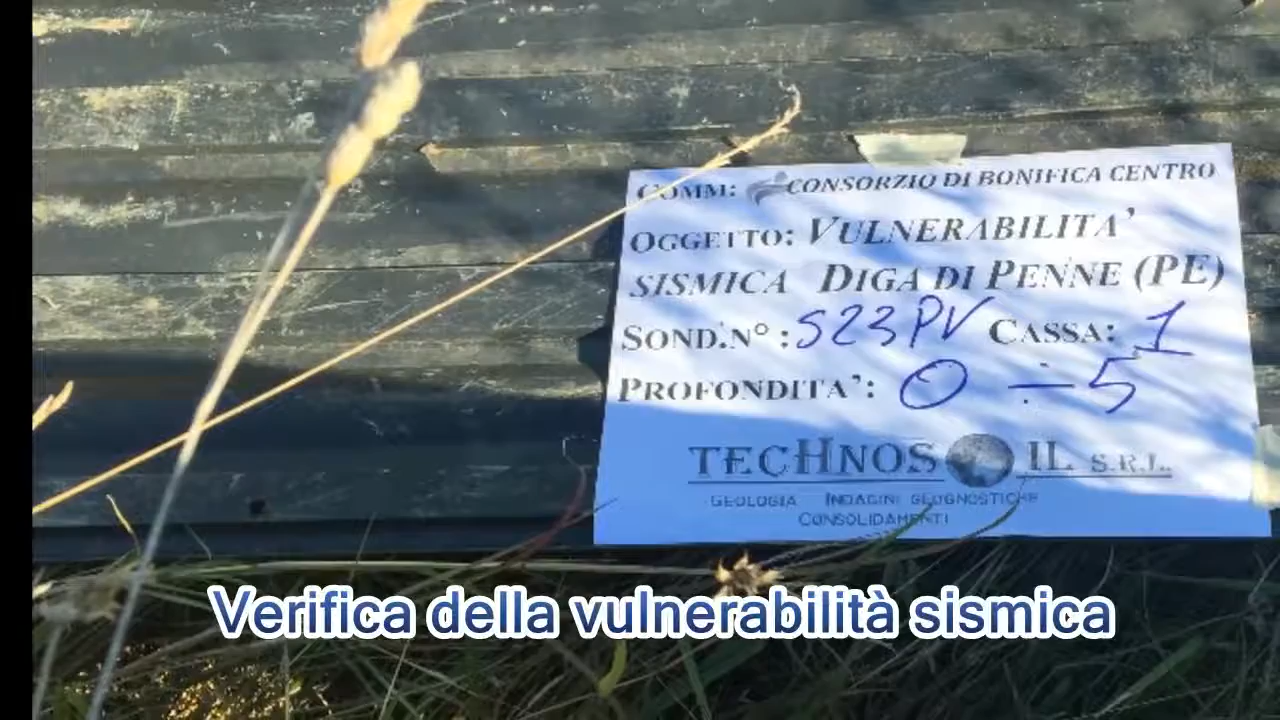 COMM: CONSORZIO DI BONIFICA CENTRO
OGGETTO: VULNERABILITA'
SISMICA DIGA DI PENNE (PE)
SOND.N° : S23PV CASSA: 1
PROFONDITA': 0 ÷ 5
TECHNOS IL S.R.L.
GEOLOGIA INDAGINI GEOGNOSTICHE
CONSOLIDAMENTI
Verifica della vulnerabilità sismica